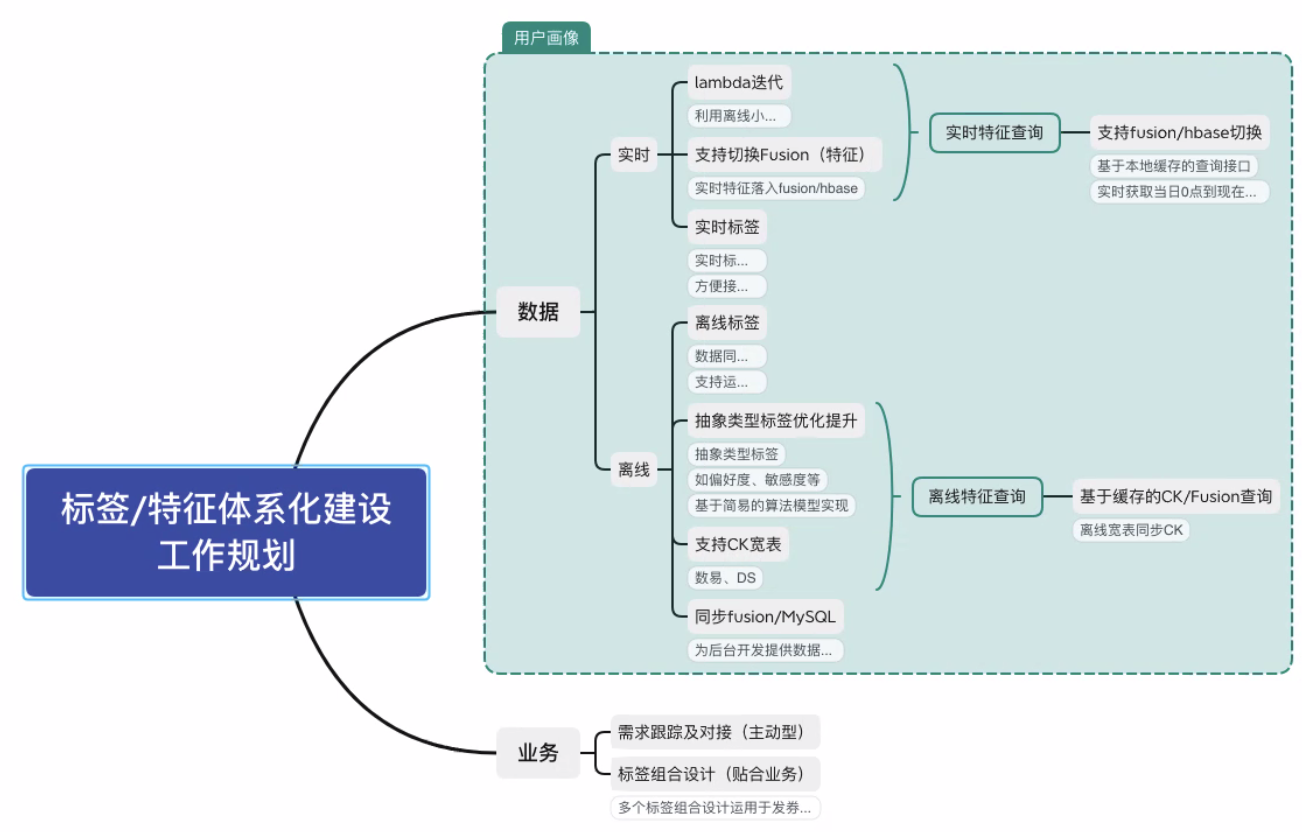 用户画像
标签/特征体系化建设
工作规划
数据
实时
lambda迭代
利用离线小...
支持切换Fusion（特征）
实时特征落入fusion/hbase
实时标签
实时标...
方便接...
实时特征查询
支持fusion/hbase切换
基于本地缓存的查询接口
实时获取当日0点到现在...
离线
离线标签
数据同...
支持运...
抽象类型标签优化提升
抽象类型标签
如偏好度、敏感度等
基于简易的算法模型实现
支持CK宽表
数易、DS
同步fusion/MySQL
为后台开发提供数据...
离线特征查询
基于缓存的CK/Fusion查询
离线宽表同步CK
业务
需求跟踪及对接（主动型）
标签组合设计（贴合业务）
多个标签组合设计运用于发券...